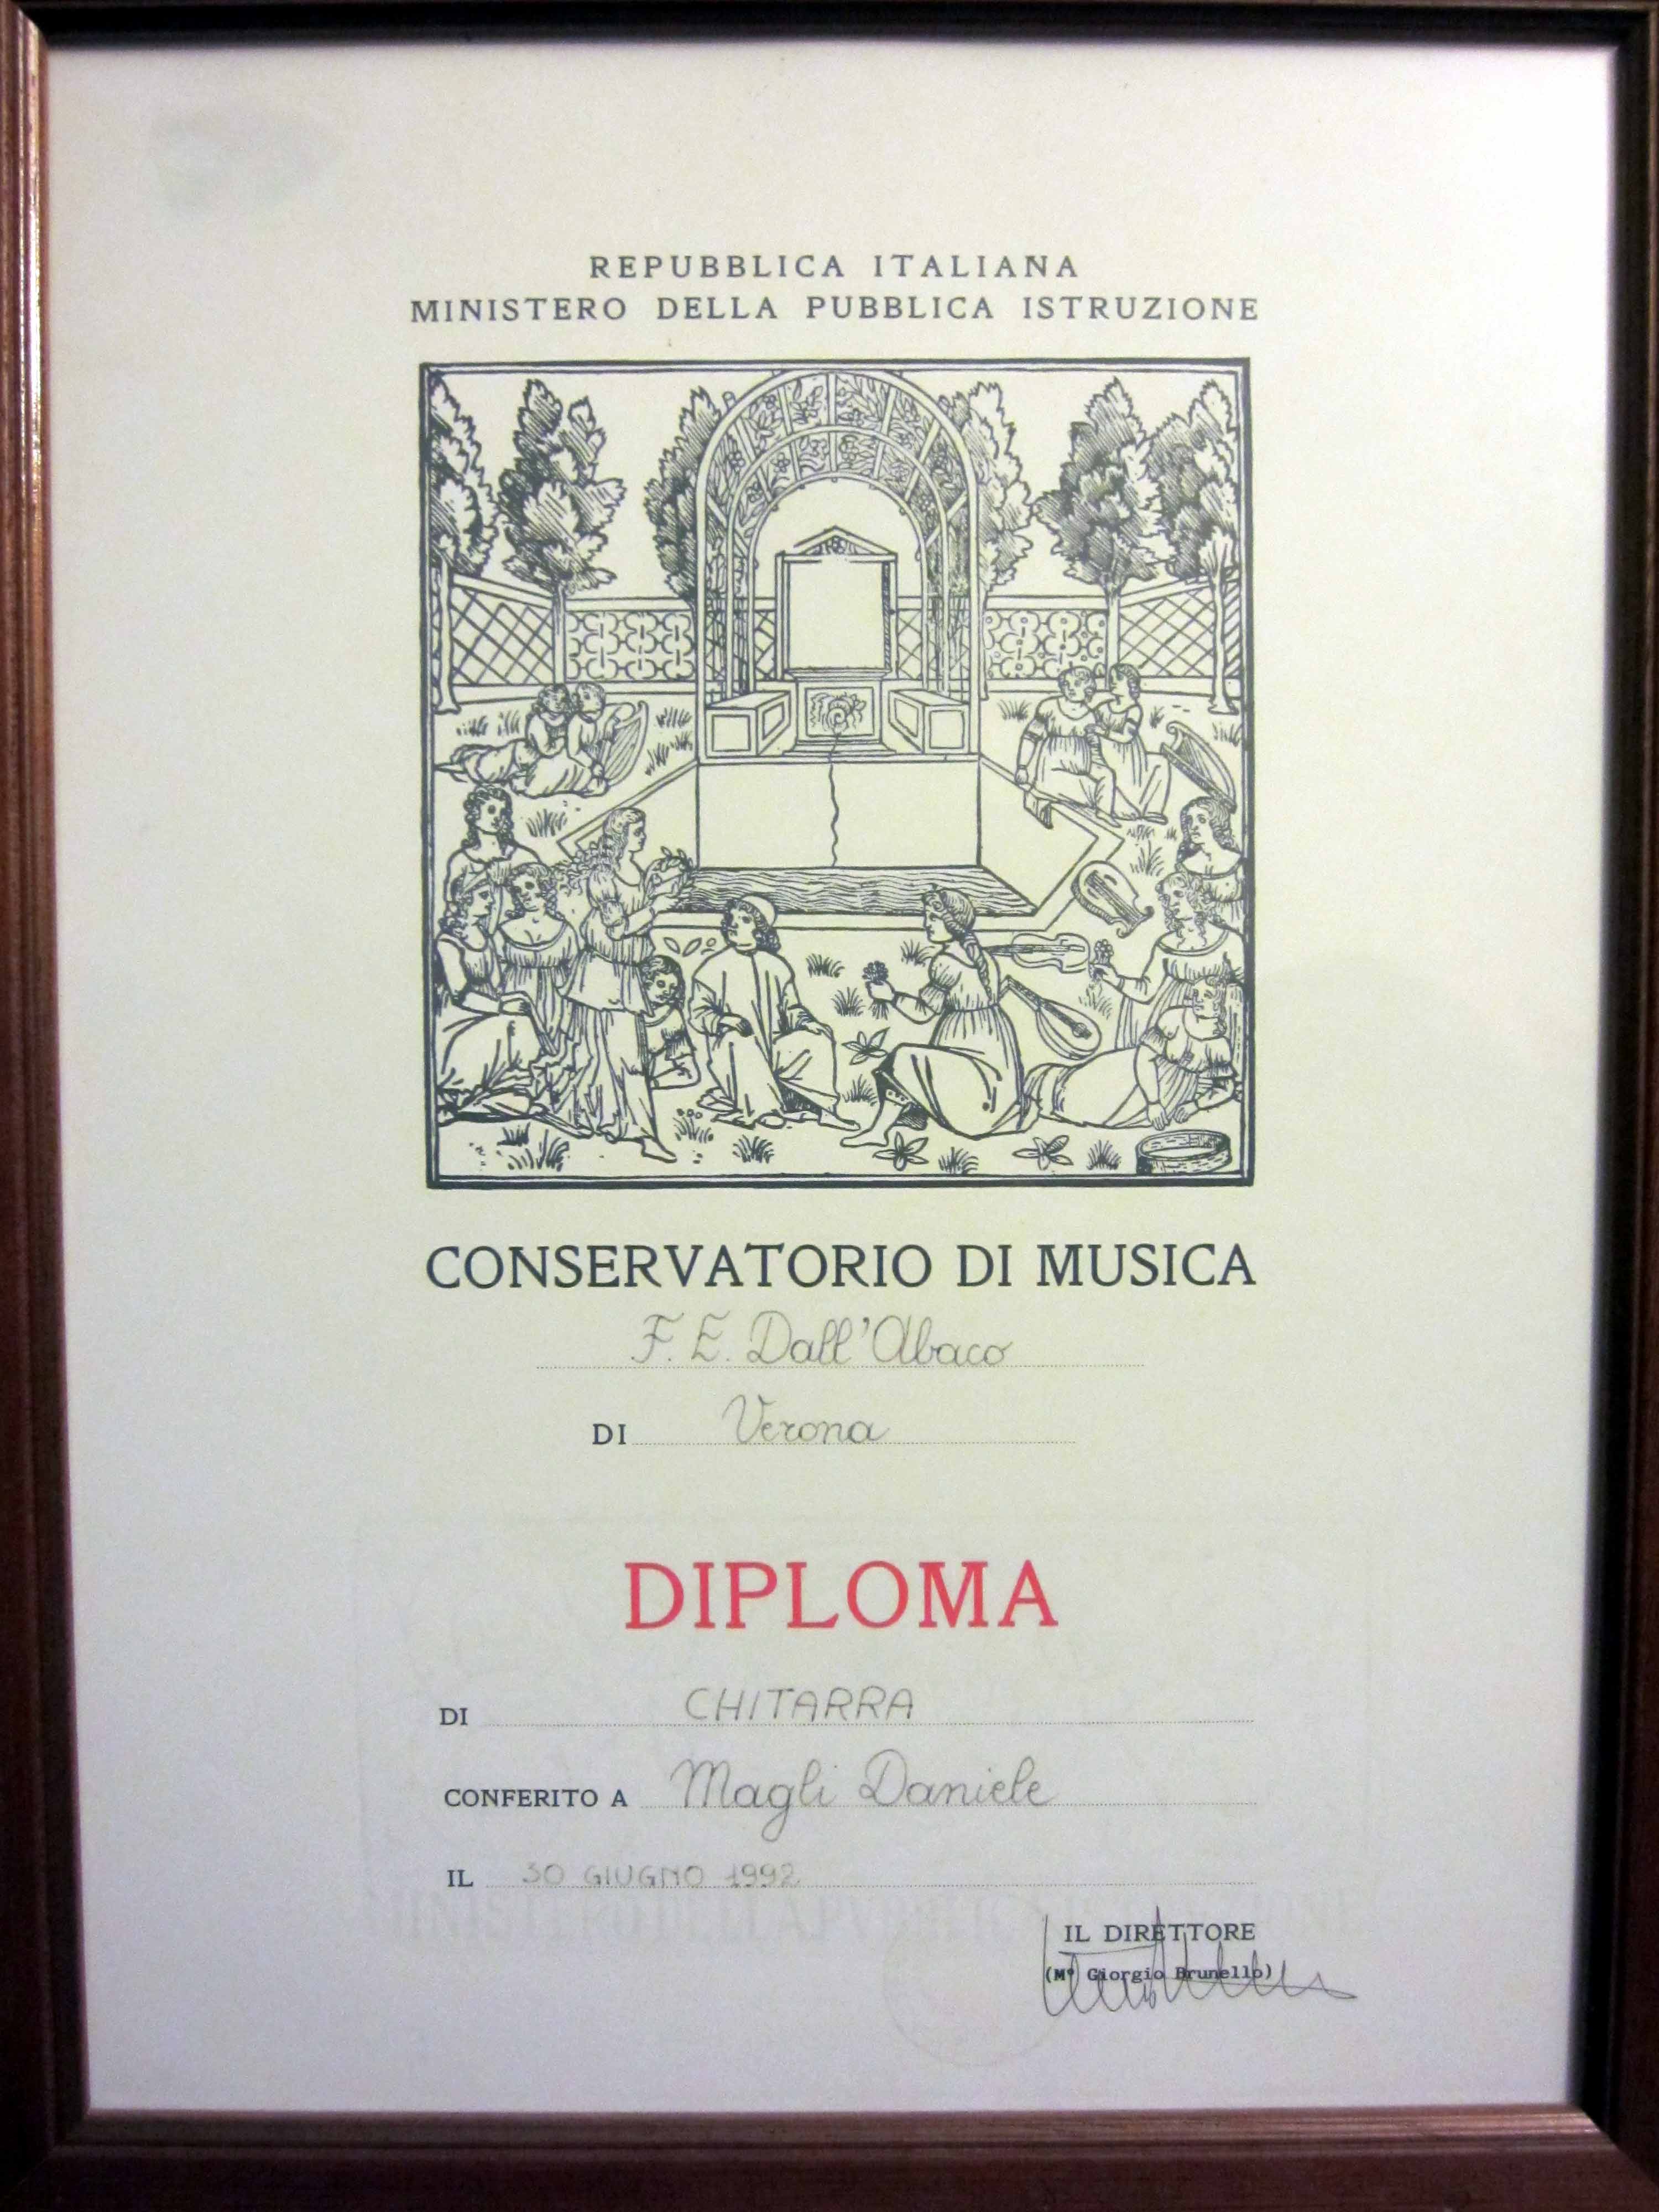 REPUBBLICA ITALIANA
MINISTERO DELLA PUBBLICA ISTRUZIONE
CONSERVATORIO DI MUSICA
F. E. Dall'Abaco
DI Verona
DIPLOMA
DI CHITARRA
CONFERITO A Magli Daniele
IL 30 GIUGNO 1992
IL DIRETTORE
(M° Giorgio Brunello)